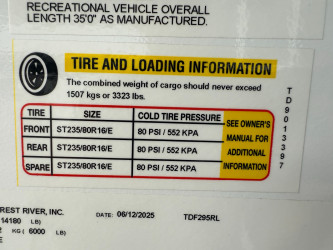 RECREATIONAL VEHICLE OVERALL
LENGTH 35'0" AS MANUFACTURED.
TIRE AND LOADING INFORMATION
The combined weight of cargo should never exceed
1507 kgs or 3323 lbs.
TIRE SIZE COLD TIRE PRESSURE
FRONT ST235/80R16/E 80 PSI / 552 KPA
REAR ST235/80R16/E 80 PSI / 552 KPA
SPARE ST235/80R16/E 80 PSI / 552 KPA
SEE OWNER'S
MANUAL FOR
ADDITIONAL
INFORMATION
TD9013397
REST RIVER, INC. DATE: 06/12/2025 TDF295RL
14180 LB)
KG ( 6000 LB)